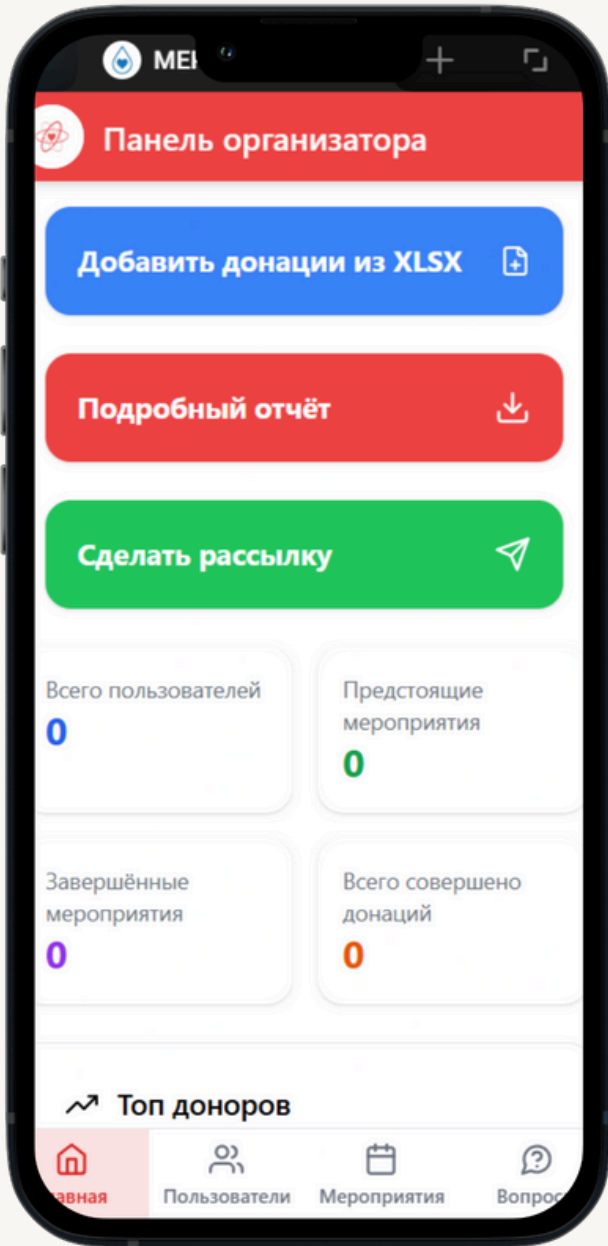 Панель организатора
Добавить донации из XLSX
Подробный отчёт
Сделать рассылку
Всего пользователей
0
Предстоящие
мероприятия
0
Завершённые
мероприятия
0
Всего совершено
донаций
0
Топ доноров
Пользователи
Мероприятия